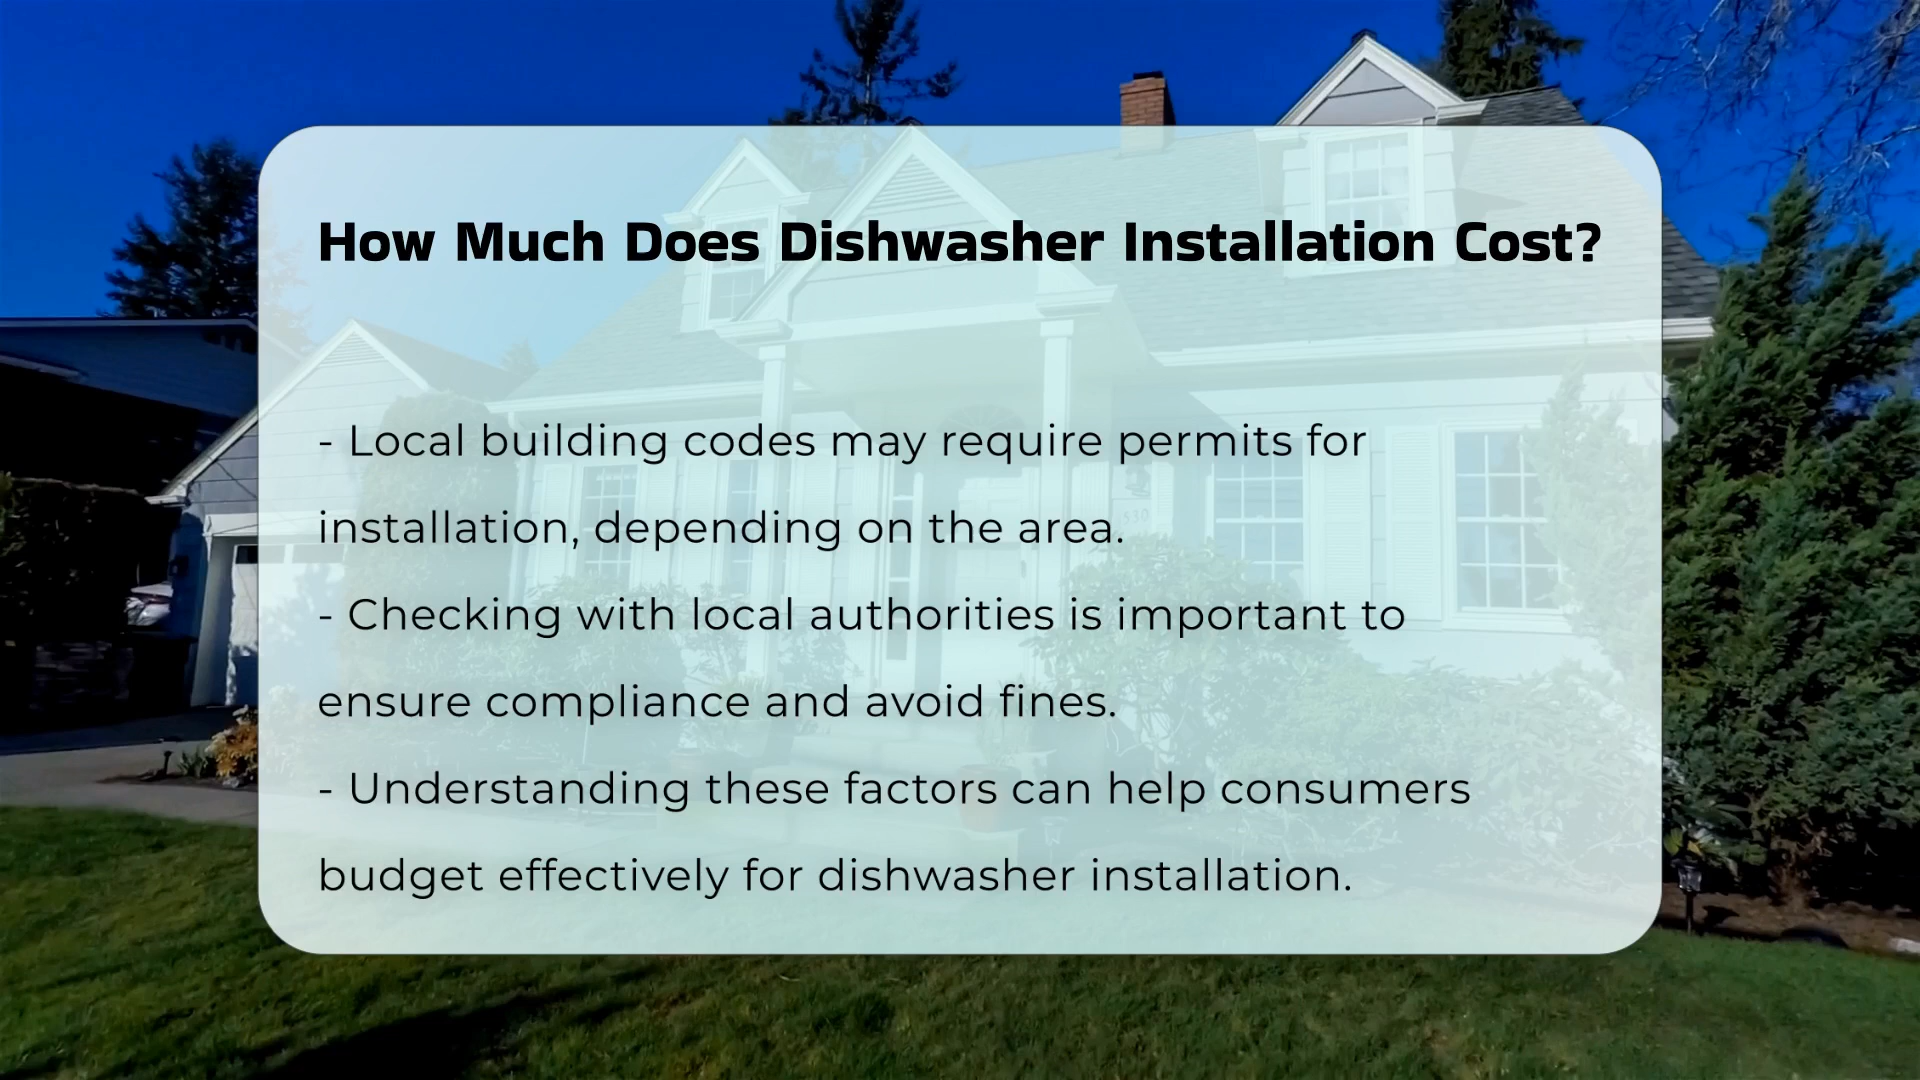 How Much Does Dishwasher Installation Cost?
- Local building codes may require permits for
installation, depending on the area.
- Checking with local authorities is important to
ensure compliance and avoid fines.
- Understanding these factors can help consumers
budget effectively for dishwasher installation.